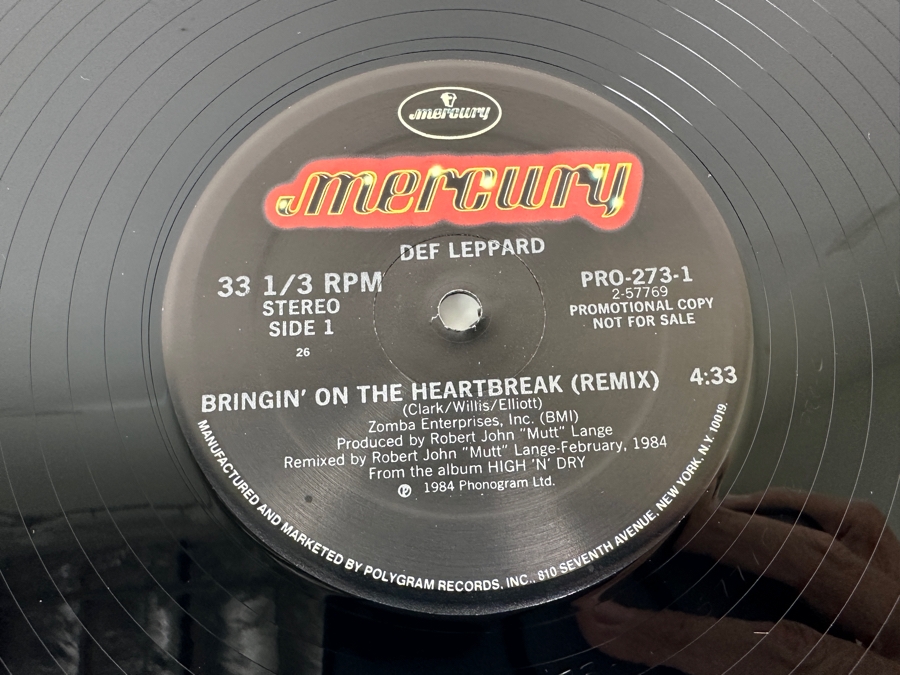 mercury
mercury
DEF LEPPARD
33 1/3 RPM
STEREO
SIDE 1
26
PRO-273-1
2-57769
PROMOTIONAL COPY
NOT FOR SALE
BRINGIN' ON THE HEARTBREAK (REMIX) 4:33
(Clark/Willis/Elliott)
Zomba Enterprises, Inc. (BMI)
Produced by Robert John "Mutt" Lange
Remixed by Robert John "Mutt" Lange-February, 1984
From the album HIGH 'N' DRY
℗ 1984 Phonogram Ltd.
MANUFACTURED AND MARKETED BY POLYGRAM RECORDS, INC., 810 SEVENTH AVENUE, NEW YORK, N.Y. 10019.